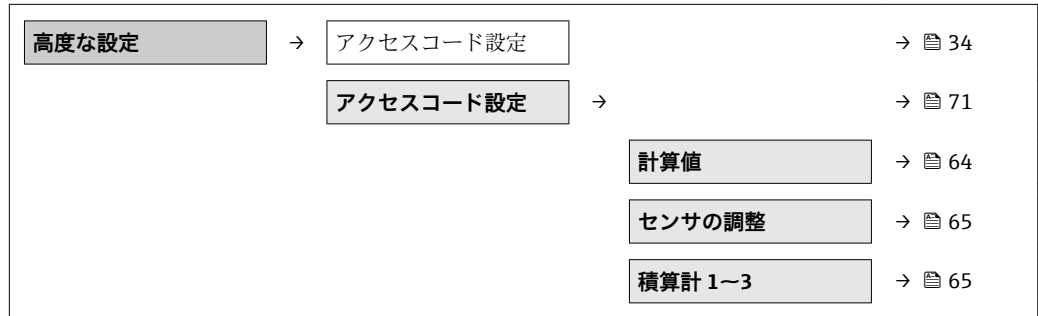 高度な設定 → アクセスコード設定 → 34
アクセスコード設定 → → 71
計算値 → 64
センサの調整 → 65
積算計 1～3 → 65